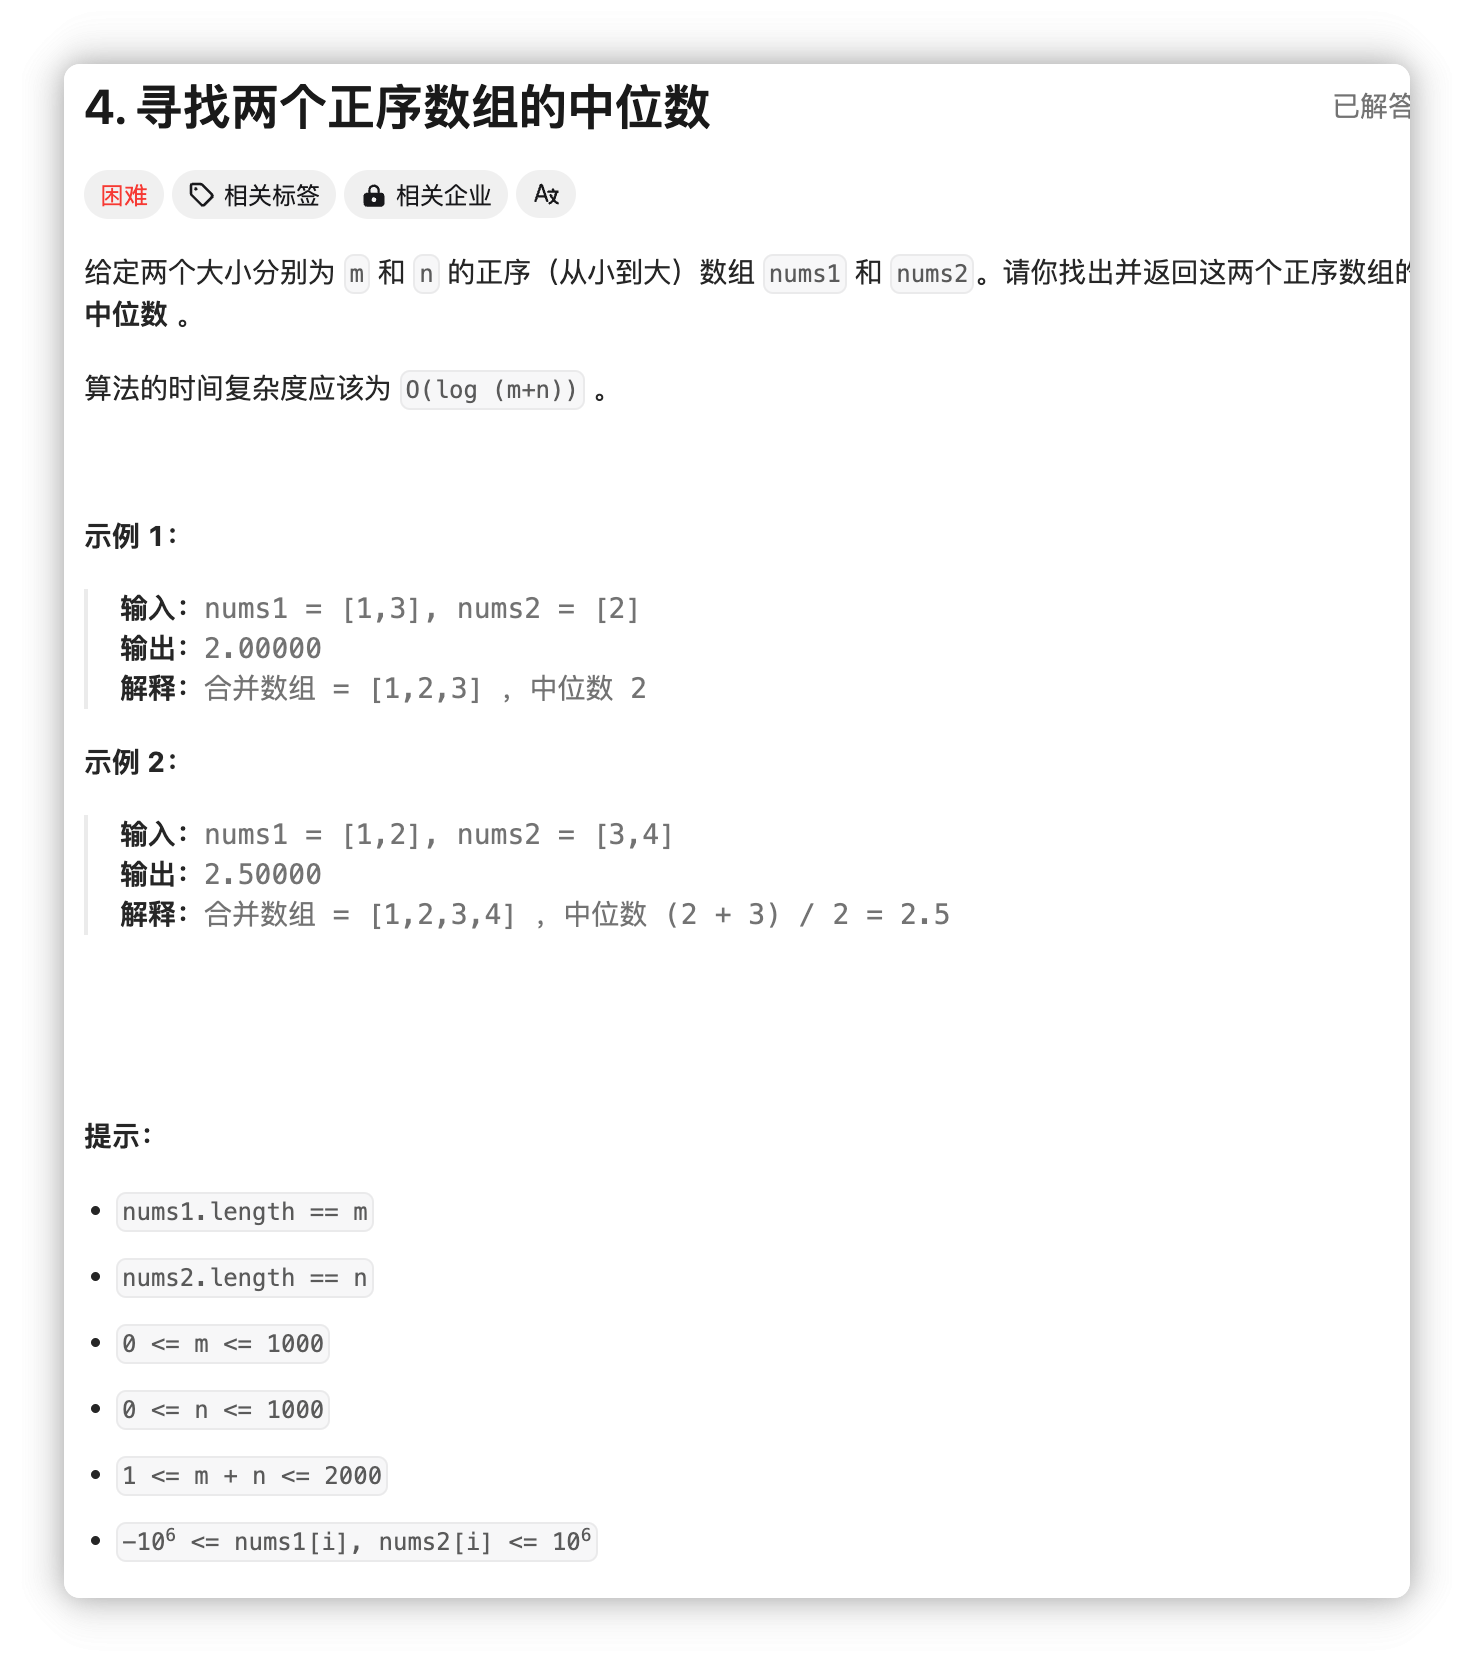 4. 寻找两个正序数组的中位数
已解答
困难 相关标签 相关企业
给定两个大小分别为 m 和 n 的正序（从小到大）数组 nums1 和 nums2。请你找出并返回这两个正序数组的
中位数 。
算法的时间复杂度应该为 O(log (m+n)) 。
示例 1：
输入：nums1 = [1,3], nums2 = [2]
输出：2.00000
解释：合并数组 = [1,2,3] ，中位数 2
示例 2：
输入：nums1 = [1,2], nums2 = [3,4]
输出：2.50000
解释：合并数组 = [1,2,3,4] ，中位数 (2 + 3) / 2 = 2.5
提示：
nums1.length == m
nums2.length == n
0 <= m <= 1000
0 <= n <= 1000
1 <= m + n <= 2000
-10⁶ <= nums1[i], nums2[i] <= 10⁶